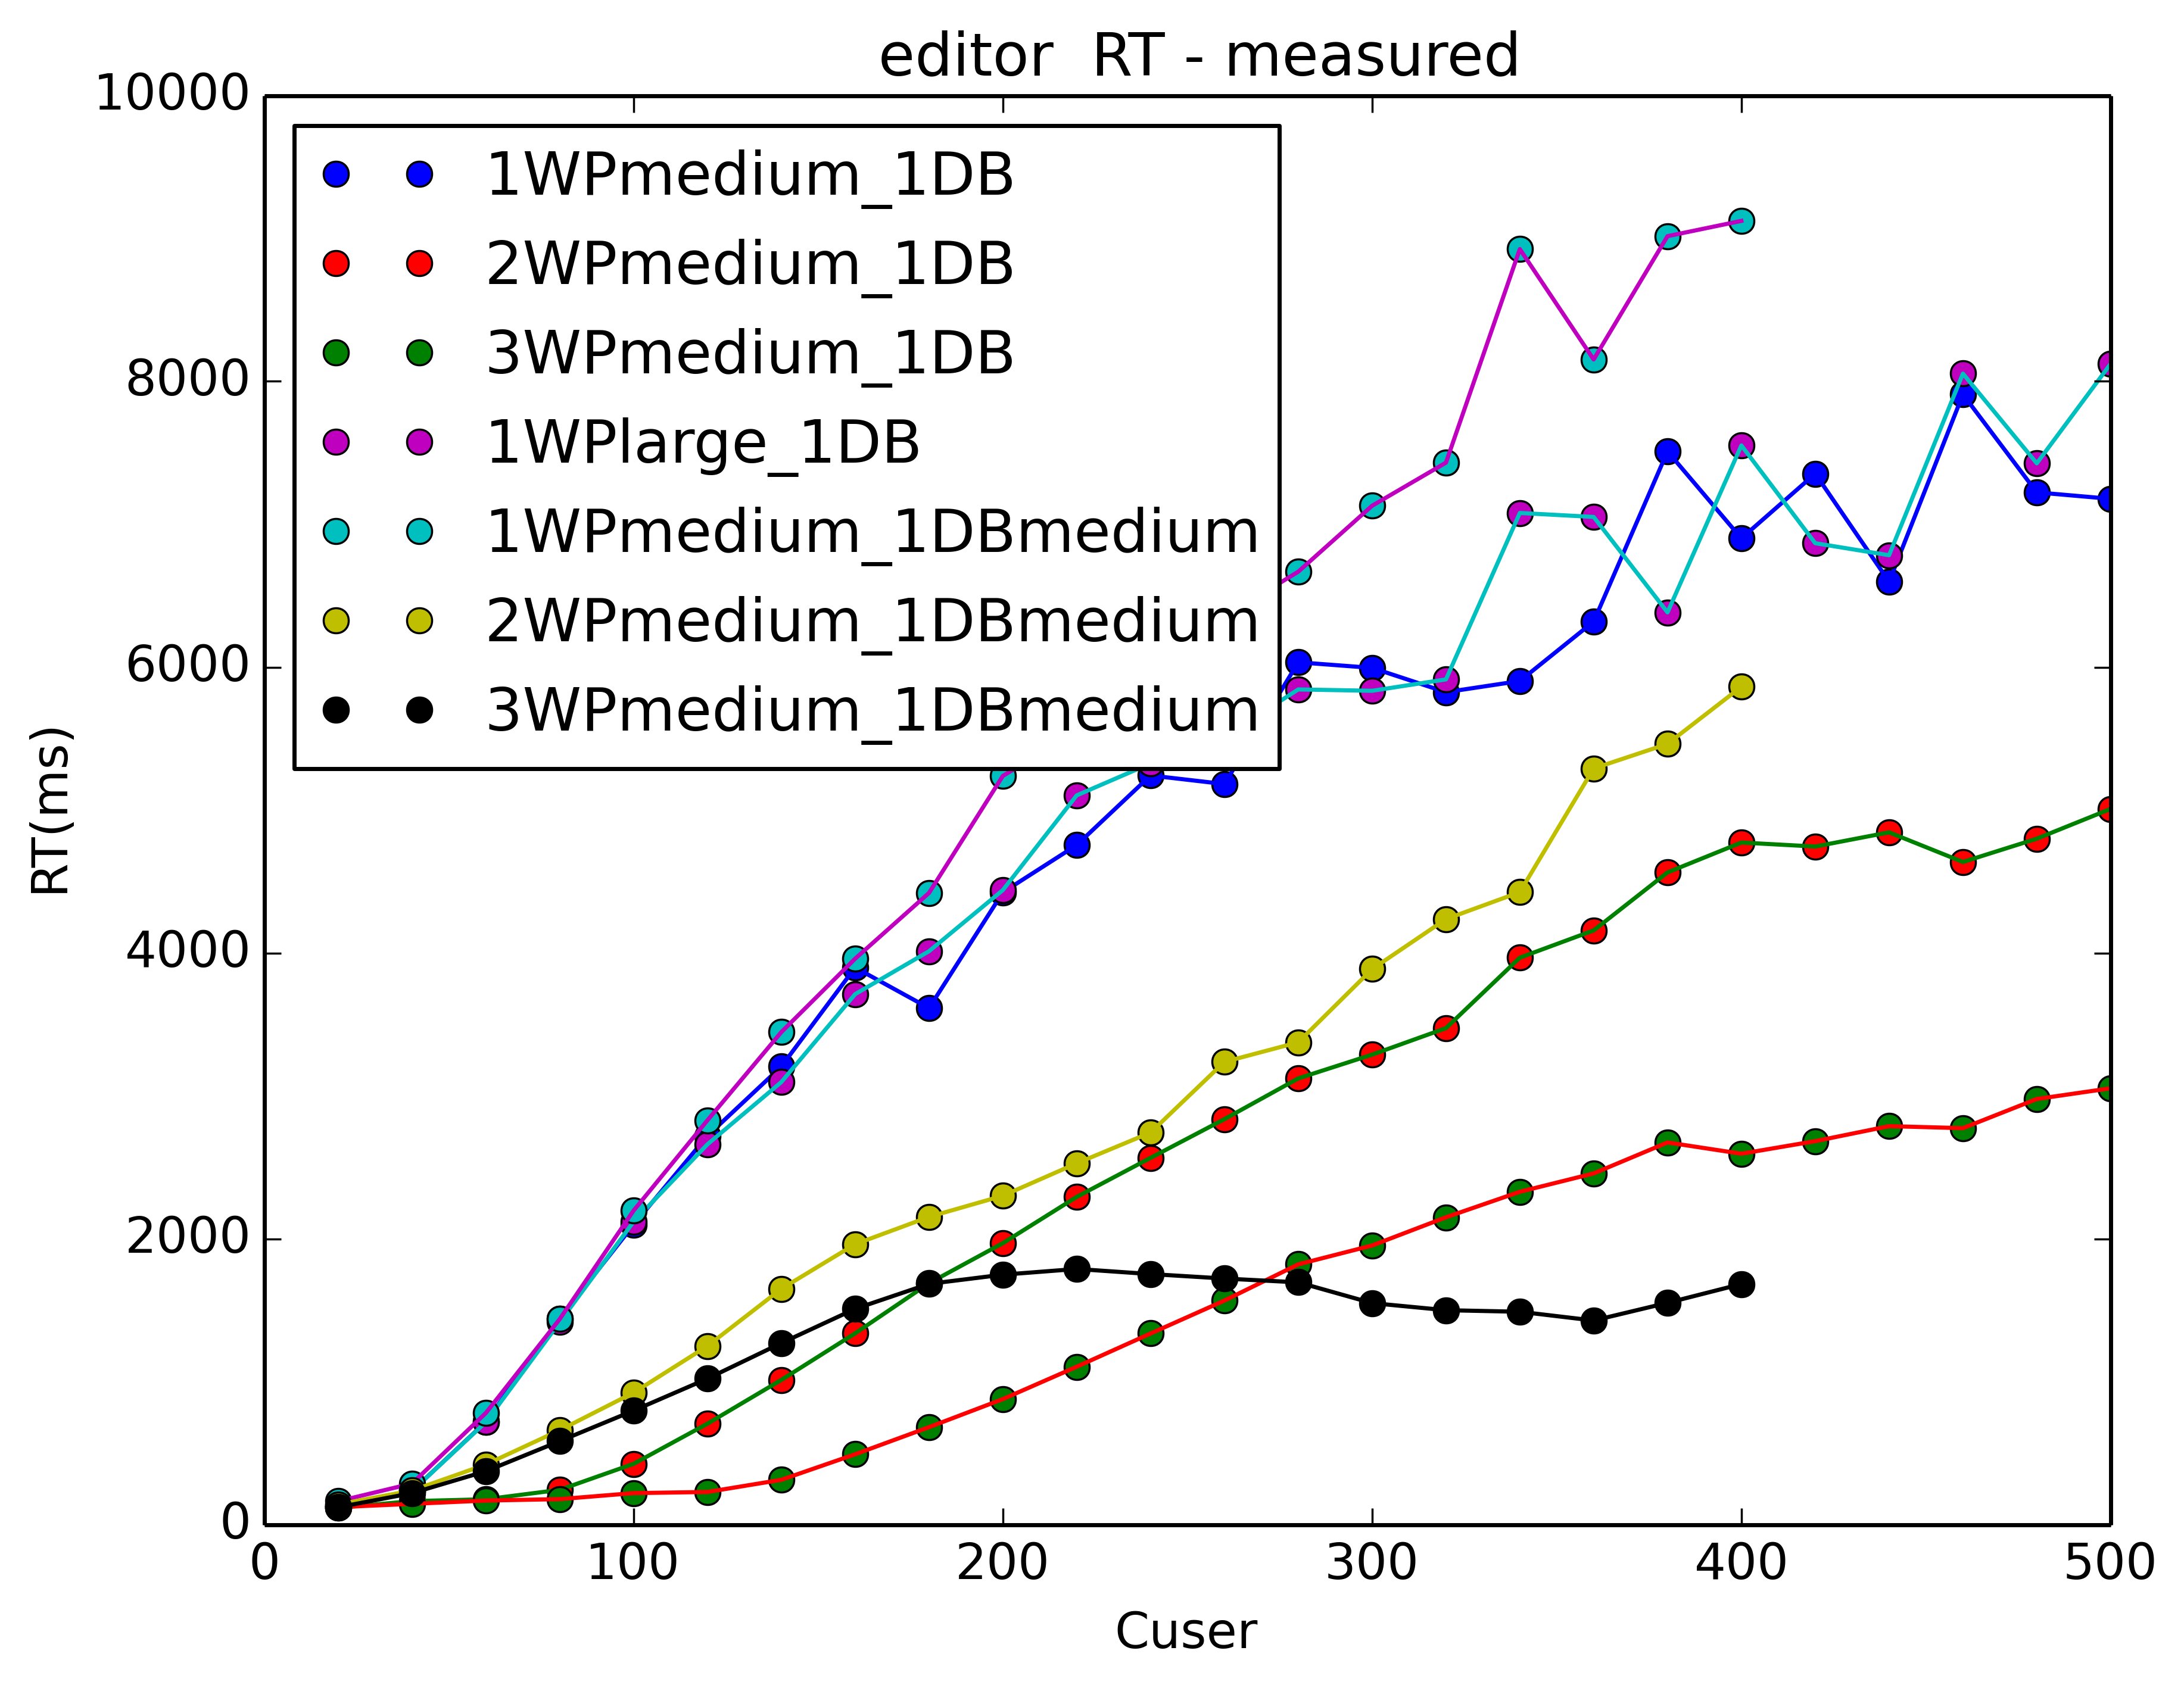 editor  RT - measured
10000
8000
6000
4000
2000
0
RT(ms)
1WPmedium_1DB
2WPmedium_1DB
3WPmedium_1DB
1WPlarge_1DB
1WPmedium_1DBmedium
2WPmedium_1DBmedium
3WPmedium_1DBmedium
0 100 200 300 400 500
Cuser